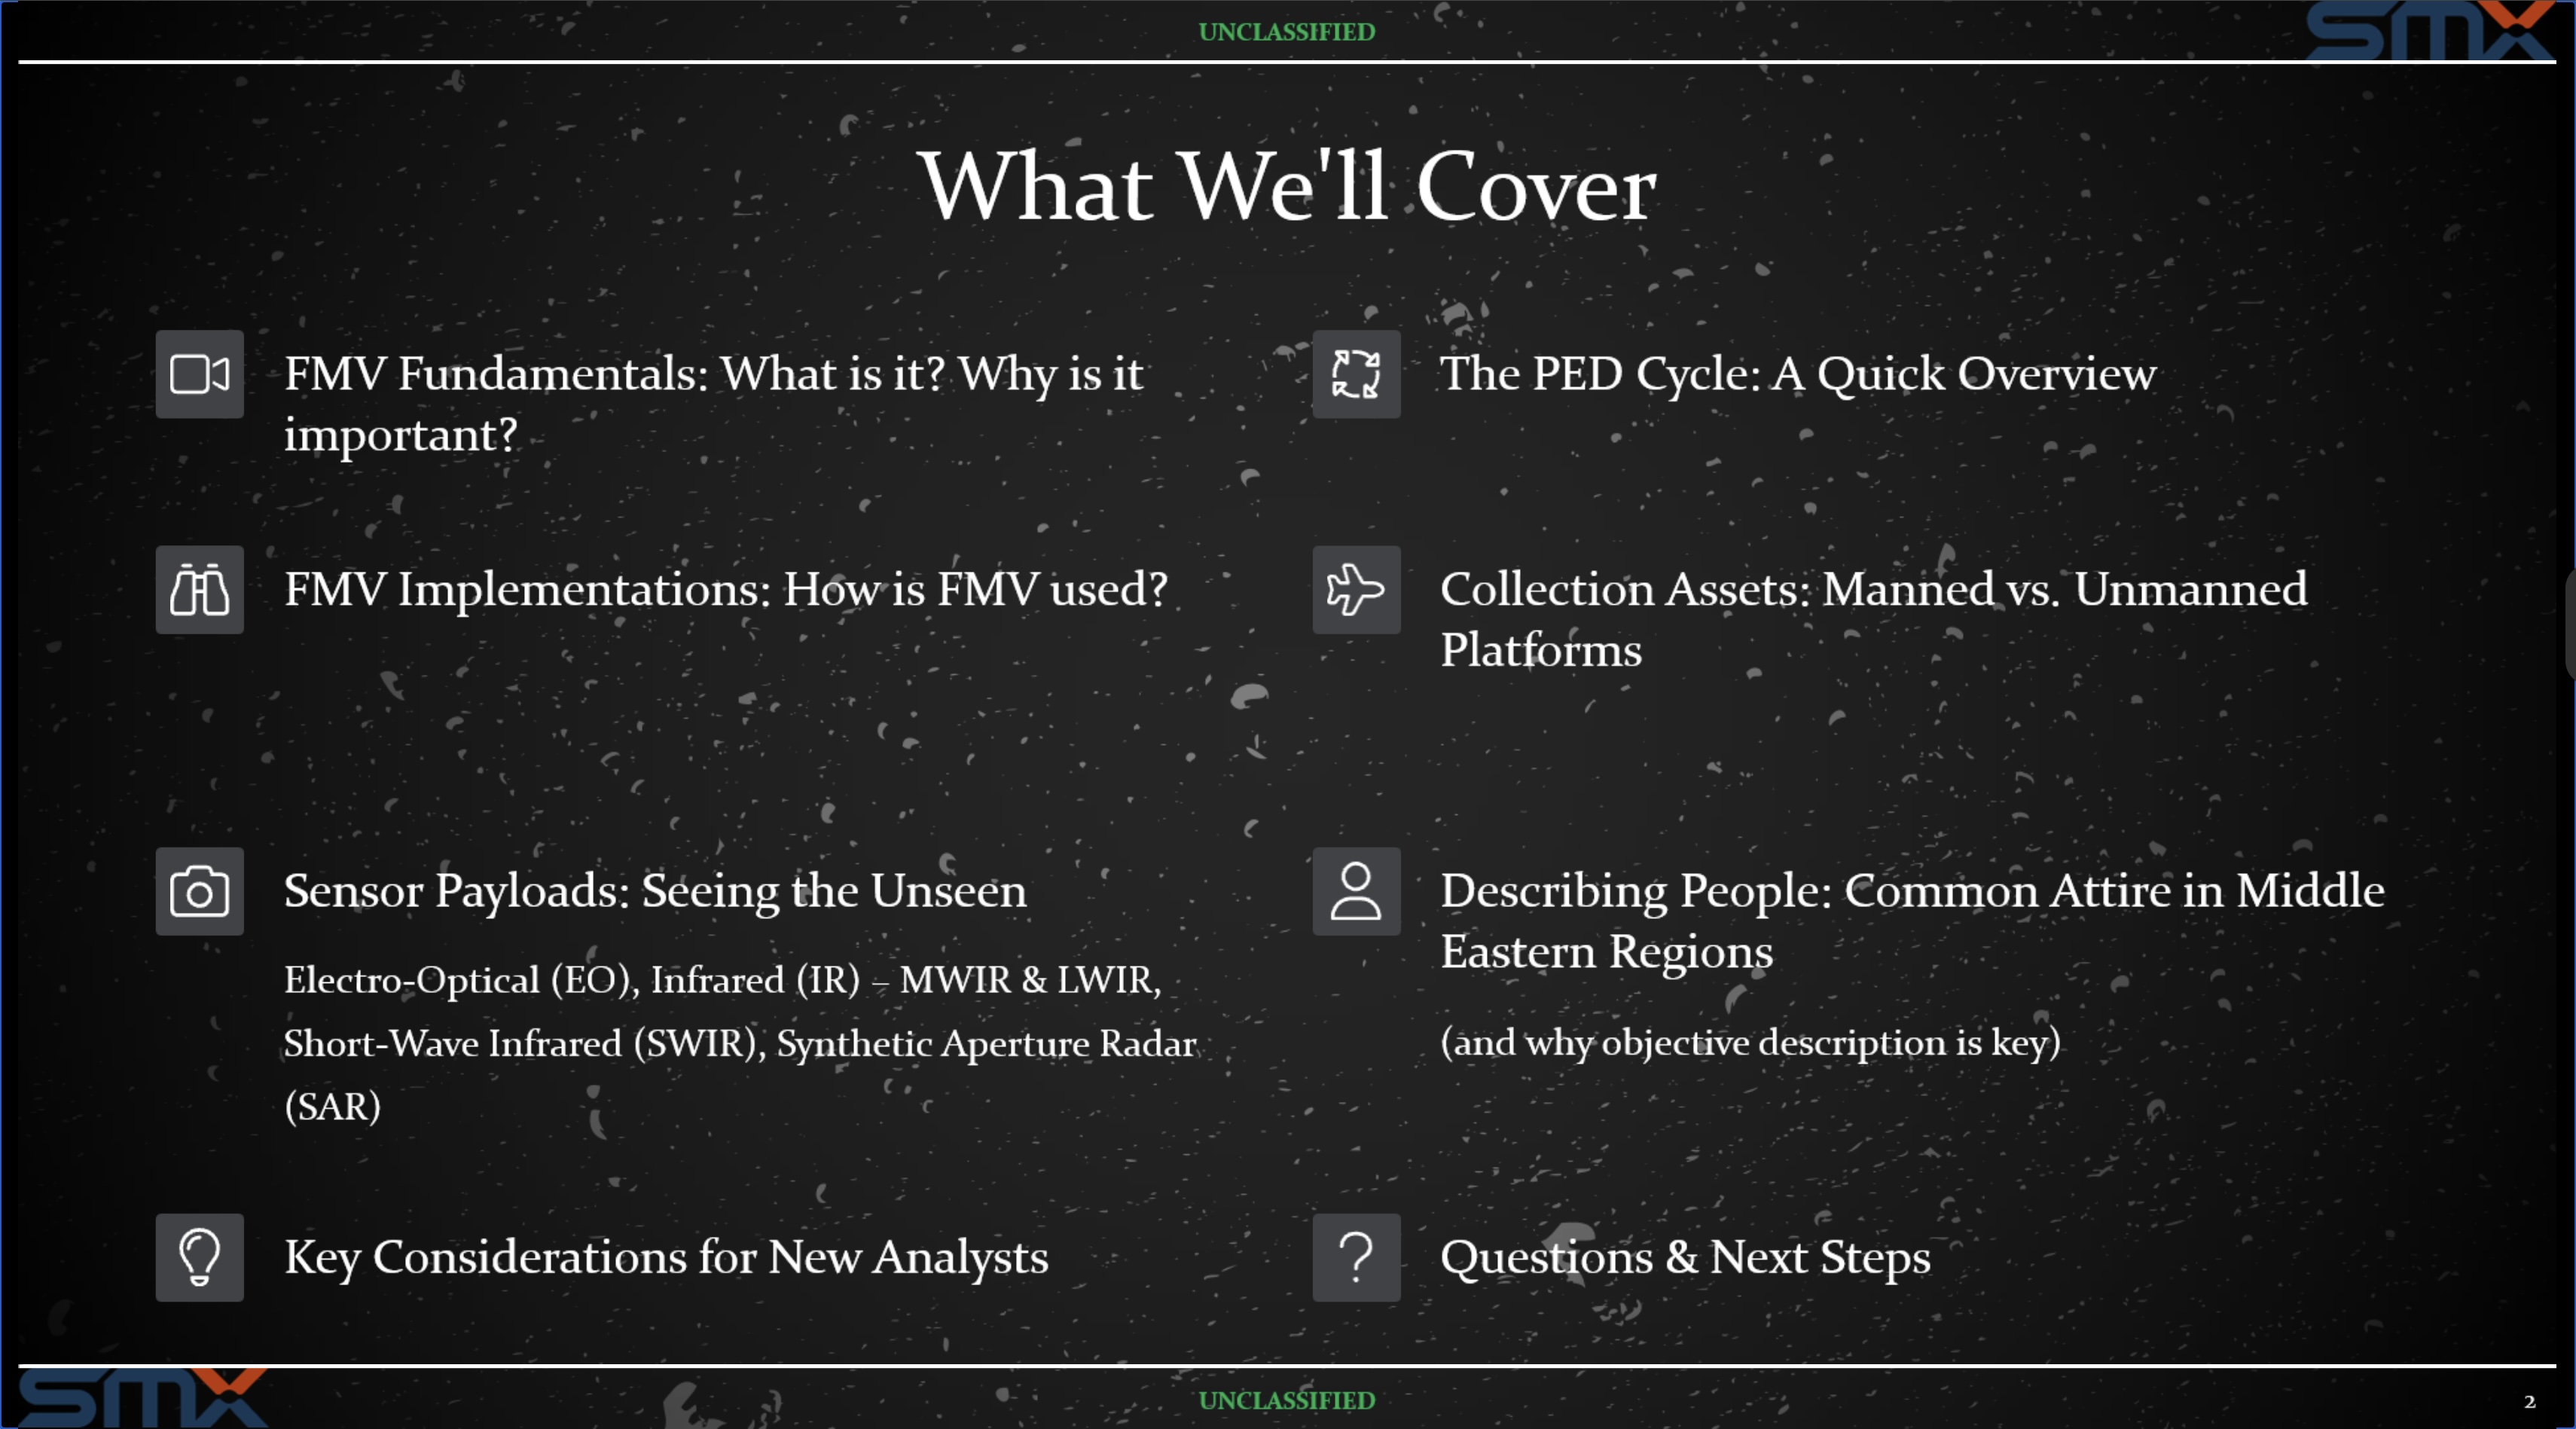 UNCLASSIFIED
SMX
What We'll Cover
FMV Fundamentals: What is it? Why is it
important?
The PED Cycle: A Quick Overview
FMV Implementations: How is FMV used?
Collection Assets: Manned vs. Unmanned
Platforms
Sensor Payloads: Seeing the Unseen
Electro-Optical (EO), Infrared (IR) – MWIR & LWIR,
Short-Wave Infrared (SWIR), Synthetic Aperture Radar
(SAR)
Describing People: Common Attire in Middle
Eastern Regions
(and why objective description is key)
Key Considerations for New Analysts
?
Questions & Next Steps
SMX
UNCLASSIFIED
2